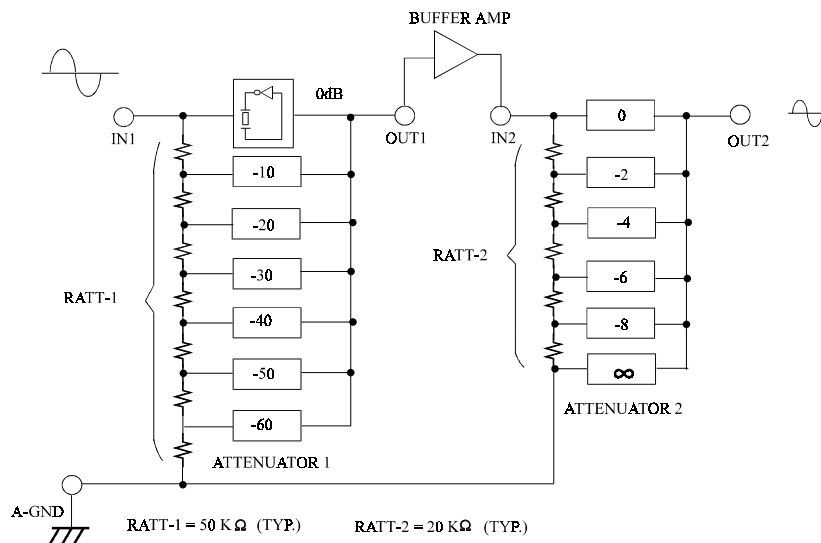 BUFFER AMP
0dB
IN1
OUT1
IN2
0
OUT2
-10
-2
-20
-4
RATT-2
-30
-6
RATT-1
-40
-8
-50
∞
ATTENUATOR 2
-60
ATTENUATOR 1
A-GND
RATT-1 = 50 KΩ (TYP.) RATT-2 = 20 KΩ (TYP.)